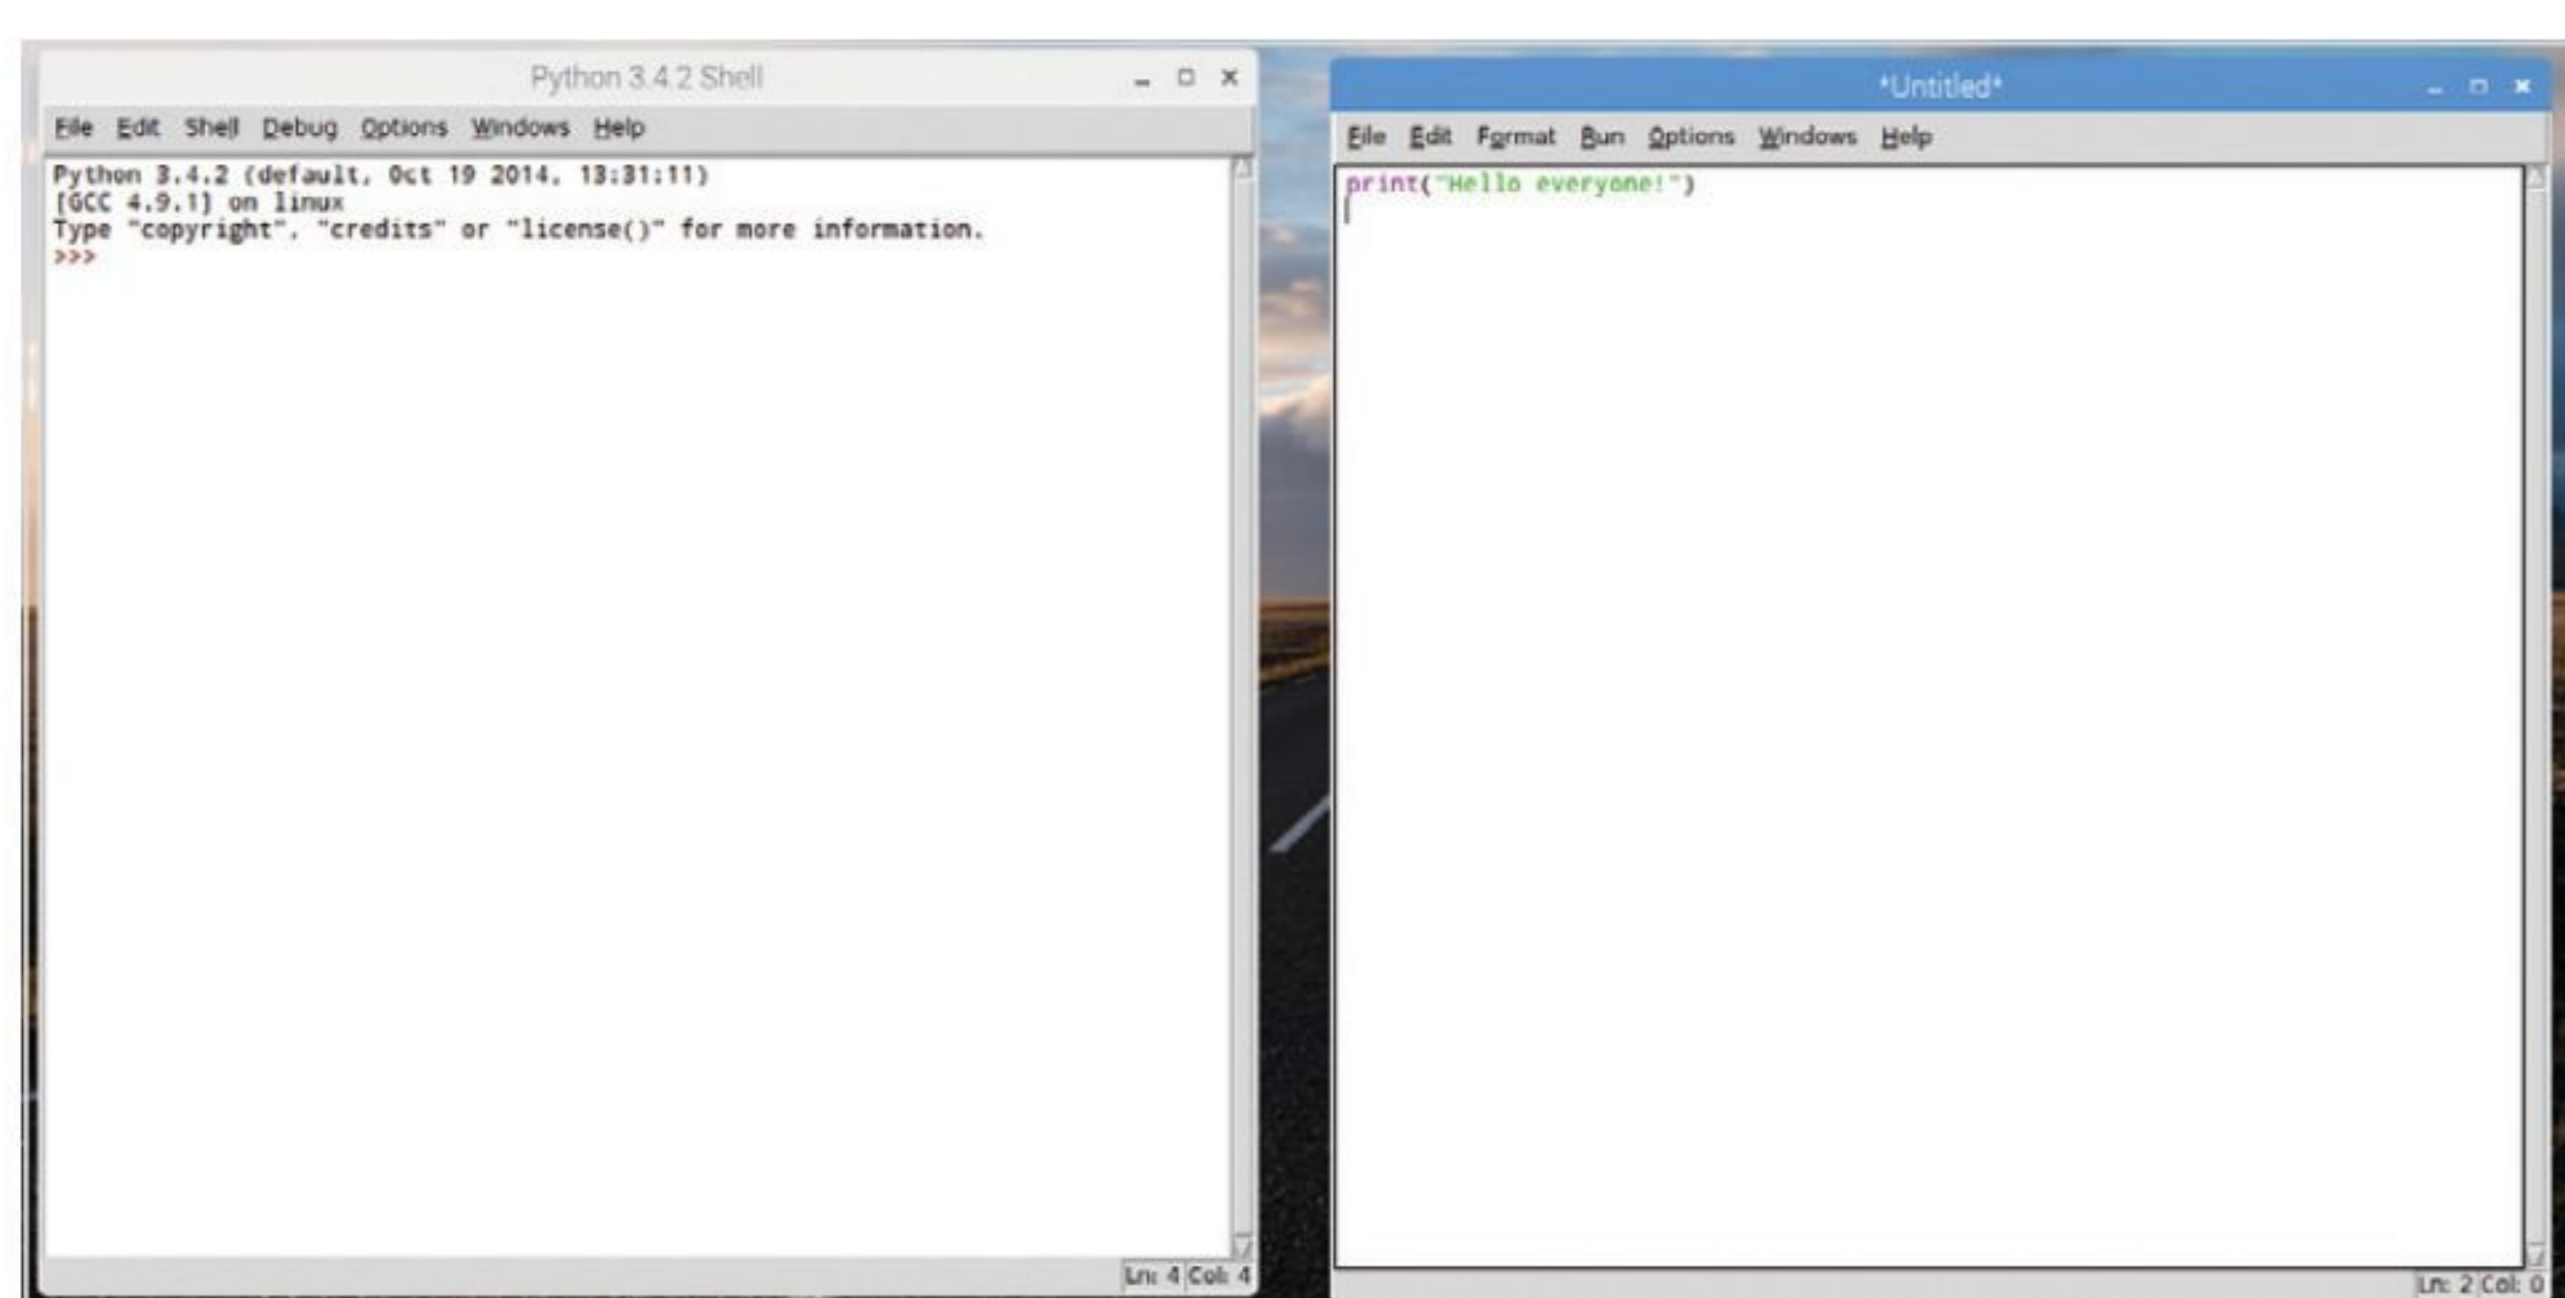 Python 3.4.2 Shell
File Edit Shell Debug Options Windows Help
Python 3.4.2 (default, Oct 19 2014, 13:31:11)
[GCC 4.9.1] on linux
Type "copyright", "credits" or "license()" for more information.
>>>
Ln: 4 Col: 4
*Untitled*
File Edit Format Run Options Windows Help
print("Hello everyone!")
Ln: 2 Col: 0